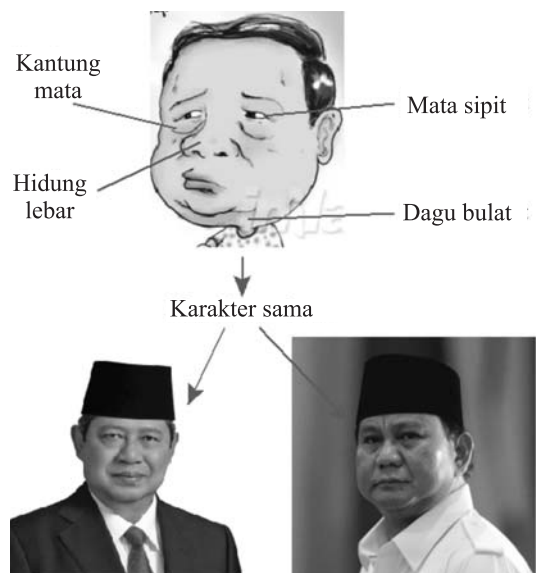 Kantung
mata
Mata sipit
Hidung
lebar
Dagu bulat
Karakter sama